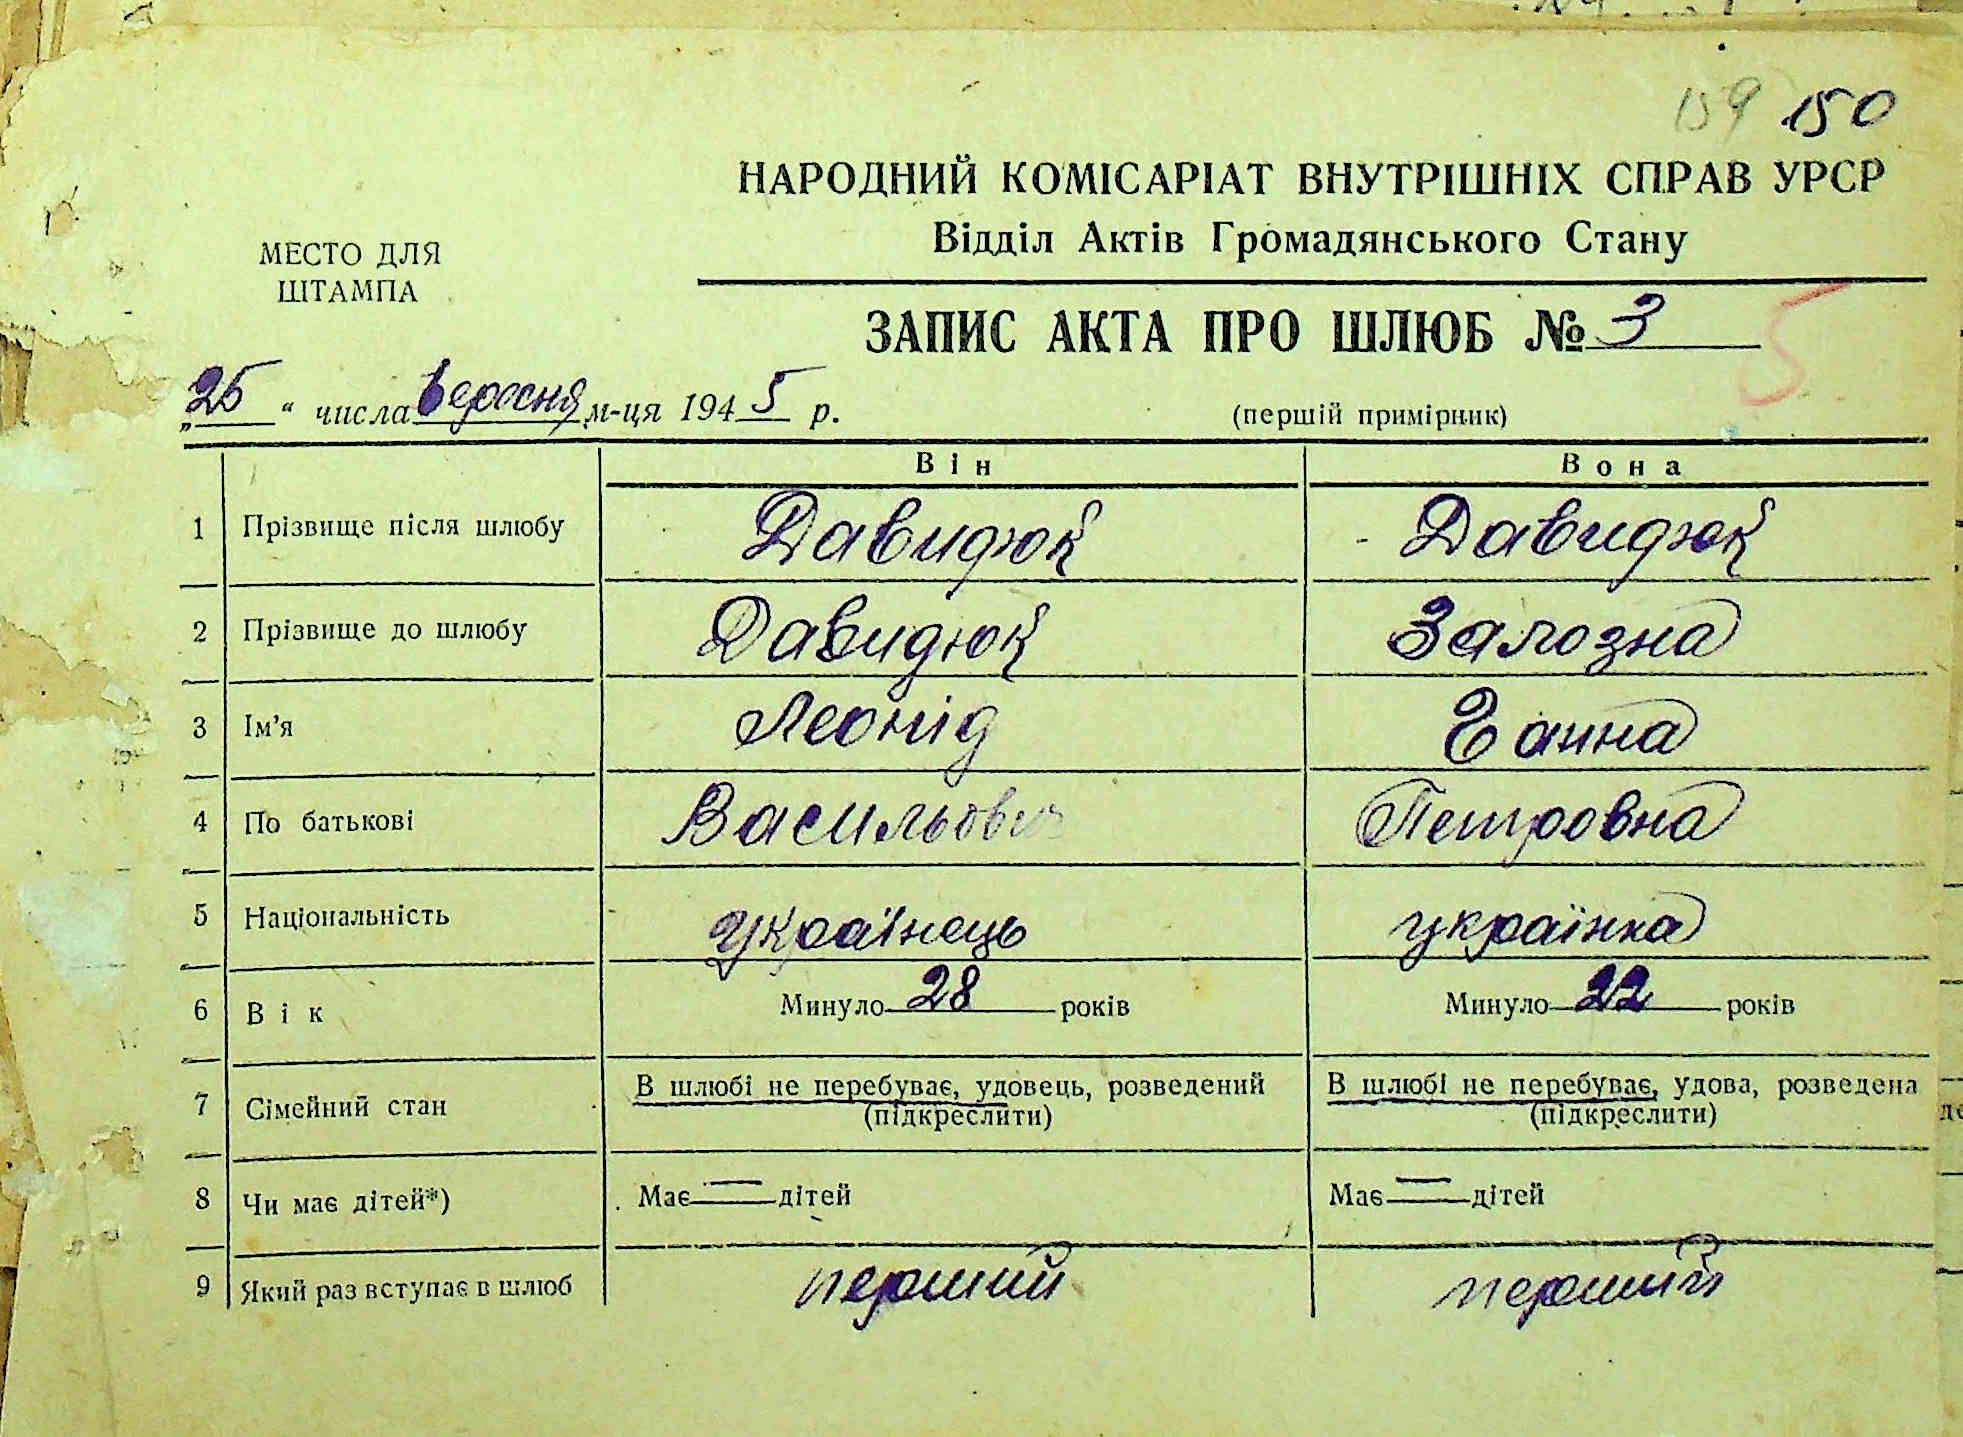 159 150
НАРОДНИЙ КОМІСАРІАТ ВНУТРІШНІХ СПРАВ УРСР
Відділ Актів Громадянського Стану
МЕСТО ДЛЯ
ШТАМПА
ЗАПИС АКТА ПРО ШЛЮБ № 3 5
„25“ числа вересня м-ця 1945 р. (першій примірник)
Він Вона
1 Прізвище після шлюбу Давидюк Давидюк
2 Прізвище до шлюбу Давидюк Залозна
3 Ім'я Леонід Ганна
4 По батькові Васильович Петровна
5 Національність українець українка
6 Вік Минуло 28 років Минуло 22 років
7 Сімейний стан В шлюбі не перебуває, удовець, розведений В шлюбі не перебуває, удова, розведена
(підкреслити) (підкреслити)
8 Чи має дітей*) Має — дітей Має — дітей
9 Який раз вступає в шлюб перший перший